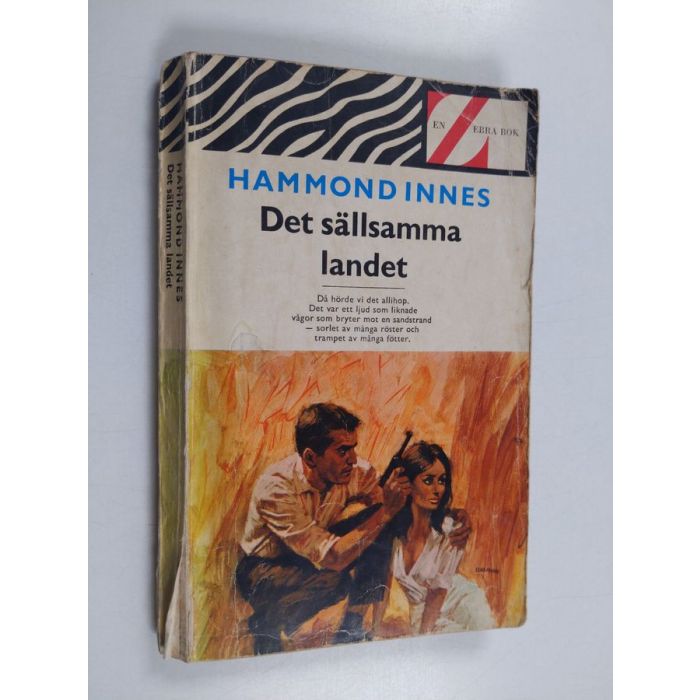 EN ZEBRA BOK
HAMMOND INNES
Det sällsamma
landet
Då hörde vi det allihop.
Det var ett ljud som liknade
vågor som bryter mot en sandstrand
— sorlet av många röster och
trampet av många fötter.
HAMMOND INNES
Det sällsamma landet